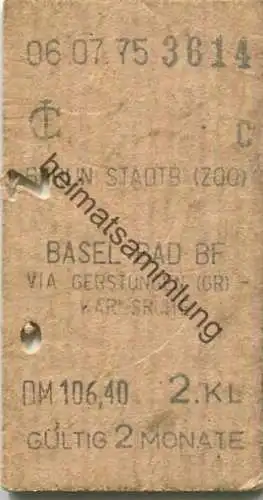 06 07 75 3614
C
BERLIN STADTB (ZOO)
BASEL BAD BF
VIA GERSTUNGEN (GR) -
KARLSRUHE
DM 106,40 2.KL
GÜLTIG 2 MONATE
heimatsammlung